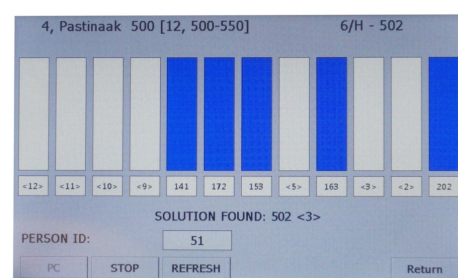 4, Pastinaak 500 [12, 500-550] 6/H - 502
<12> <11> <10> <9> 141 172 153 <5> 163 <3> <2> 202
SOLUTION FOUND: 502 <3>
PERSON ID: 51
PC STOP REFRESH Return